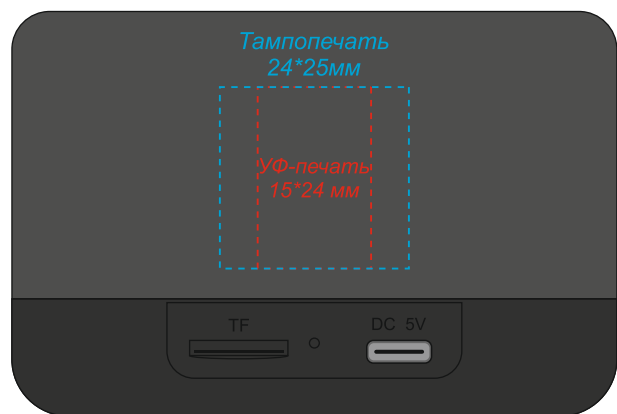 Тампопечать
24*25мм
УФ-печать
15*24 мм
TF
DC 5V